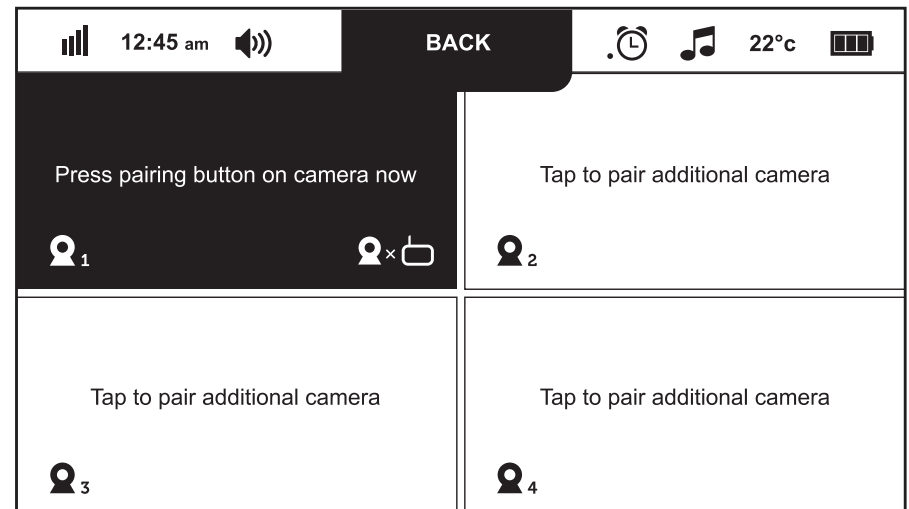 12:45 am BACK 22°c
Press pairing button on camera now
1
Tap to pair additional camera
2
Tap to pair additional camera
3
Tap to pair additional camera
4